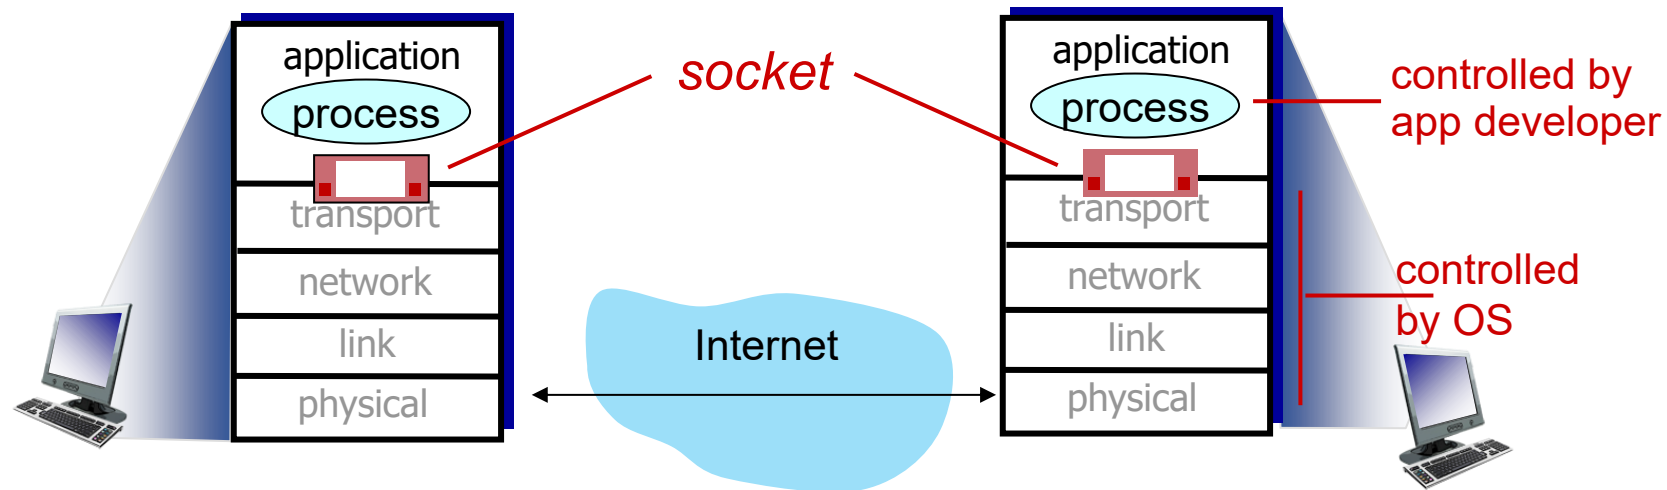 application
process
transport
network
link
physical
socket
Internet
application
process
transport
network
link
physical
controlled by
app developer
controlled
by OS